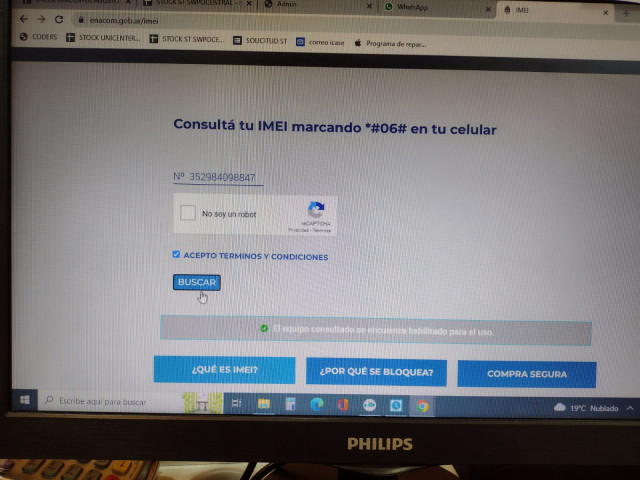 STOCK ST SWPCENTRAL
Admin
WhatsApp
IMEI
enacom.gob.ar/imei
CODERS
STOCK UNICENTER...
STOCK ST SWPOCE...
SOLICITUD ST
correo icase
Programa de repar...
Consultá tu IMEI marcando *#06# en tu celular
Nº 352984098847
No soy un robot
reCAPTCHA
Privacidad - Términos
ACEPTO TERMINOS Y CONDICIONES
BUSCAR
El equipo consultado se encuentra habilitado para el uso.
¿QUÉ ES IMEI?
¿POR QUÉ SE BLOQUEA?
COMPRA SEGURA
Escribe aquí para buscar
19°C Nublado
PHILIPS